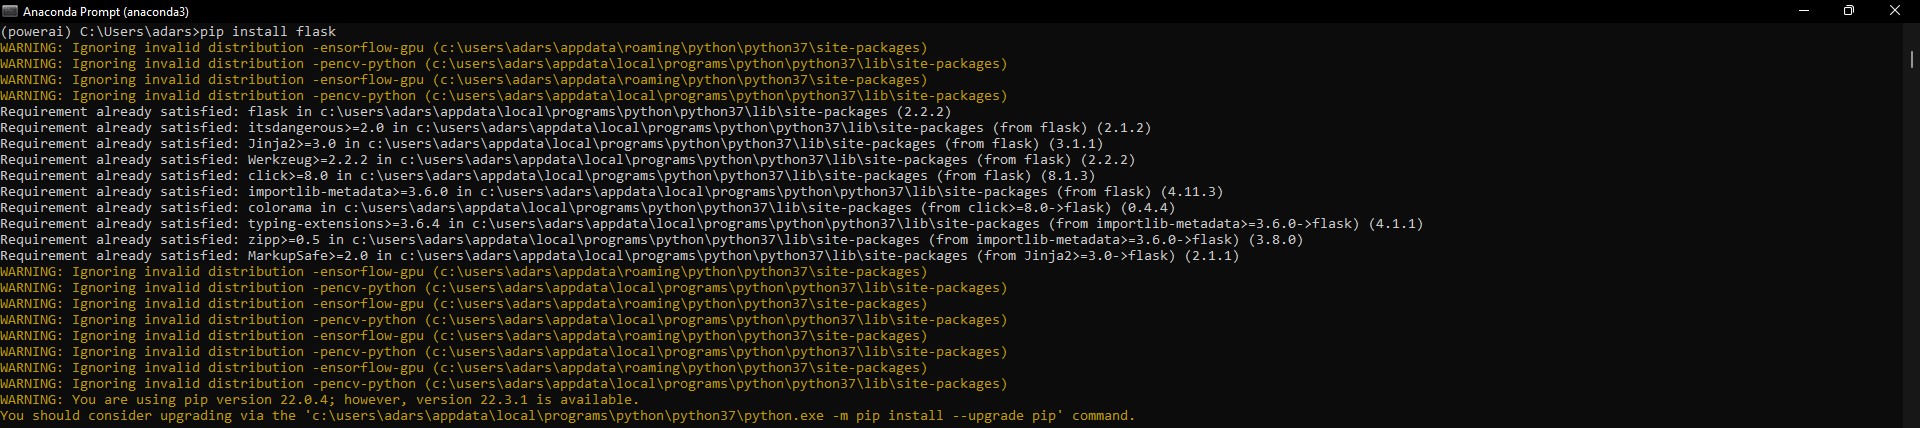 Anaconda Prompt (anaconda3)
(powerai) C:\Users\adars>pip install flask
WARNING: Ignoring invalid distribution -ensorflow-gpu (c:\users\adars\appdata\roaming\python\python37\site-packages)
WARNING: Ignoring invalid distribution -pencv-python (c:\users\adars\appdata\local\programs\python\python37\lib\site-packages)
WARNING: Ignoring invalid distribution -ensorflow-gpu (c:\users\adars\appdata\roaming\python\python37\site-packages)
WARNING: Ignoring invalid distribution -pencv-python (c:\users\adars\appdata\local\programs\python\python37\lib\site-packages)
Requirement already satisfied: flask in c:\users\adars\appdata\local\programs\python\python37\lib\site-packages (2.2.2)
Requirement already satisfied: itsdangerous>=2.0 in c:\users\adars\appdata\local\programs\python\python37\lib\site-packages (from flask) (2.1.2)
Requirement already satisfied: Jinja2>=3.0 in c:\users\adars\appdata\local\programs\python\python37\lib\site-packages (from flask) (3.1.1)
Requirement already satisfied: Werkzeug>=2.2.2 in c:\users\adars\appdata\local\programs\python\python37\lib\site-packages (from flask) (2.2.2)
Requirement already satisfied: click>=8.0 in c:\users\adars\appdata\local\programs\python\python37\lib\site-packages (from flask) (8.1.3)
Requirement already satisfied: importlib-metadata>=3.6.0 in c:\users\adars\appdata\local\programs\python\python37\lib\site-packages (from flask) (4.11.3)
Requirement already satisfied: colorama in c:\users\adars\appdata\local\programs\python\python37\lib\site-packages (from click>=8.0->flask) (0.4.4)
Requirement already satisfied: typing-extensions>=3.6.4 in c:\users\adars\appdata\local\programs\python\python37\lib\site-packages (from importlib-metadata>=3.6.0->flask) (4.1.1)
Requirement already satisfied: zipp>=0.5 in c:\users\adars\appdata\local\programs\python\python37\lib\site-packages (from importlib-metadata>=3.6.0->flask) (3.8.0)
Requirement already satisfied: MarkupSafe>=2.0 in c:\users\adars\appdata\local\programs\python\python37\lib\site-packages (from Jinja2>=3.0->flask) (2.1.1)
WARNING: Ignoring invalid distribution -ensorflow-gpu (c:\users\adars\appdata\roaming\python\python37\site-packages)
WARNING: Ignoring invalid distribution -pencv-python (c:\users\adars\appdata\local\programs\python\python37\lib\site-packages)
WARNING: Ignoring invalid distribution -ensorflow-gpu (c:\users\adars\appdata\roaming\python\python37\site-packages)
WARNING: Ignoring invalid distribution -pencv-python (c:\users\adars\appdata\local\programs\python\python37\lib\site-packages)
WARNING: Ignoring invalid distribution -ensorflow-gpu (c:\users\adars\appdata\roaming\python\python37\site-packages)
WARNING: Ignoring invalid distribution -pencv-python (c:\users\adars\appdata\local\programs\python\python37\lib\site-packages)
WARNING: Ignoring invalid distribution -ensorflow-gpu (c:\users\adars\appdata\roaming\python\python37\site-packages)
WARNING: Ignoring invalid distribution -pencv-python (c:\users\adars\appdata\local\programs\python\python37\lib\site-packages)
WARNING: You are using pip version 22.0.4; however, version 22.3.1 is available.
You should consider upgrading via the 'c:\users\adars\appdata\local\programs\python\python37\python.exe -m pip install --upgrade pip' command.